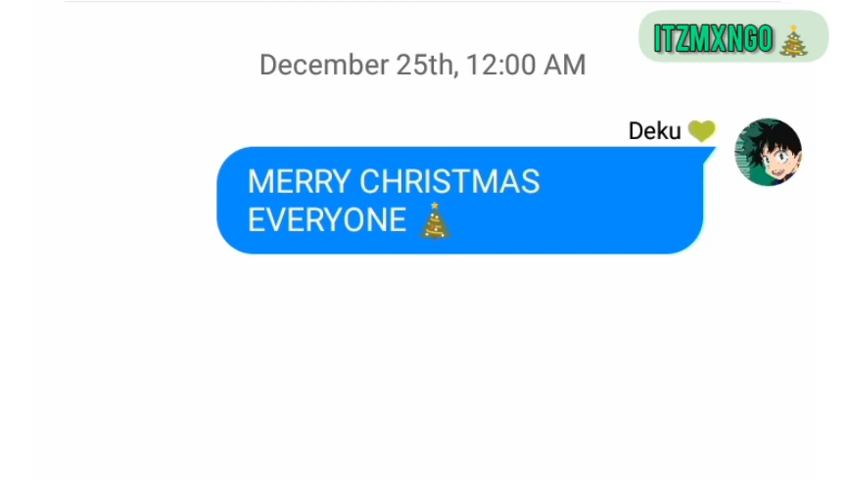 ITZMXNGO 🎄
December 25th, 12:00 AM
Deku 💚
MERRY CHRISTMAS
EVERYONE 🎄